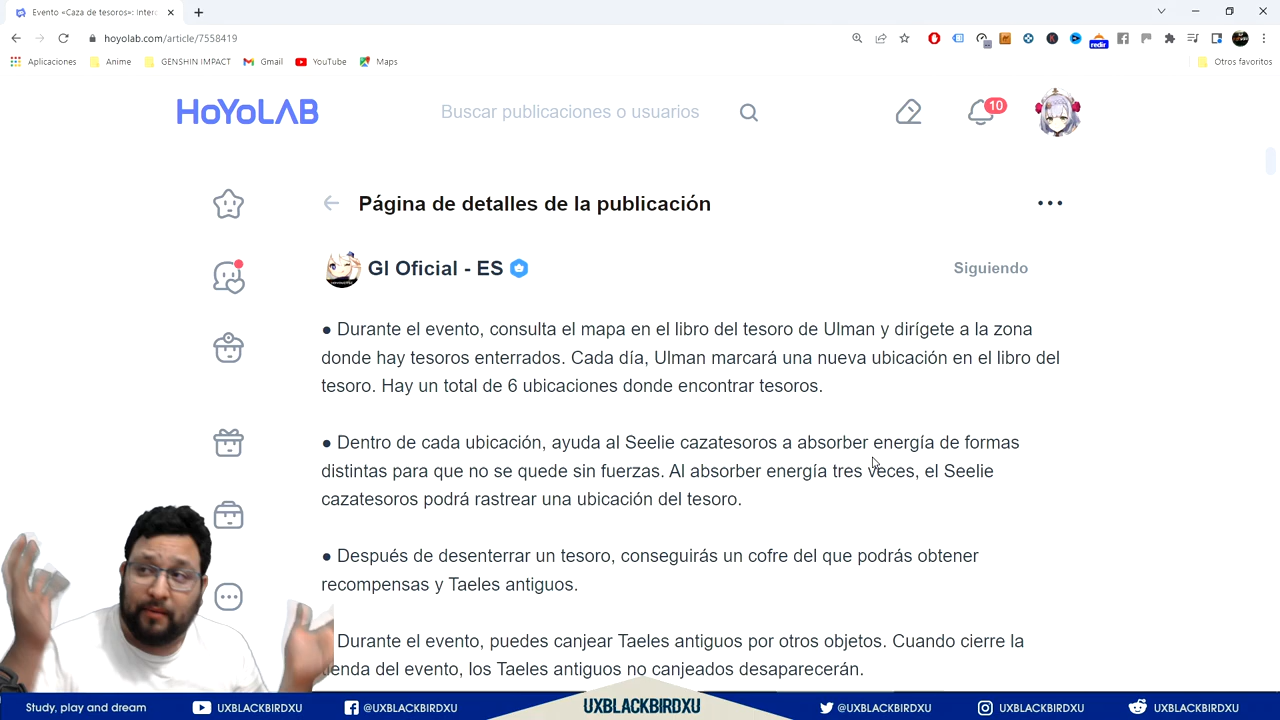 Evento «Caza de tesoros»: Inter
hoyolab.com/article/7558419
redir
Aplicaciones
Anime
GENSHIN IMPACT
Gmail
YouTube
Maps
Otros favoritos
HoYoLAB
Buscar publicaciones o usuarios
10
Página de detalles de la publicación
GI Oficial - ES
Siguiendo
● Durante el evento, consulta el mapa en el libro del tesoro de Ulman y dirígete a la zona
donde hay tesoros enterrados. Cada día, Ulman marcará una nueva ubicación en el libro del
tesoro. Hay un total de 6 ubicaciones donde encontrar tesoros.
● Dentro de cada ubicación, ayuda al Seelie cazatesoros a absorber energía de formas
distintas para que no se quede sin fuerzas. Al absorber energía tres veces, el Seelie
cazatesoros podrá rastrear una ubicación del tesoro.
● Después de desenterrar un tesoro, conseguirás un cofre del que podrás obtener
recompensas y Taeles antiguos.
Durante el evento, puedes canjear Taeles antiguos por otros objetos. Cuando cierre la
tienda del evento, los Taeles antiguos no canjeados desaparecerán.
Study, play and dream
UXBLACKBIRDXU
@UXBLACKBIRDXU
UXBLACKBIRDXU
@UXBLACKBIRDXU
UXBLACKBIRDXU
UXBLACKBIRDXU